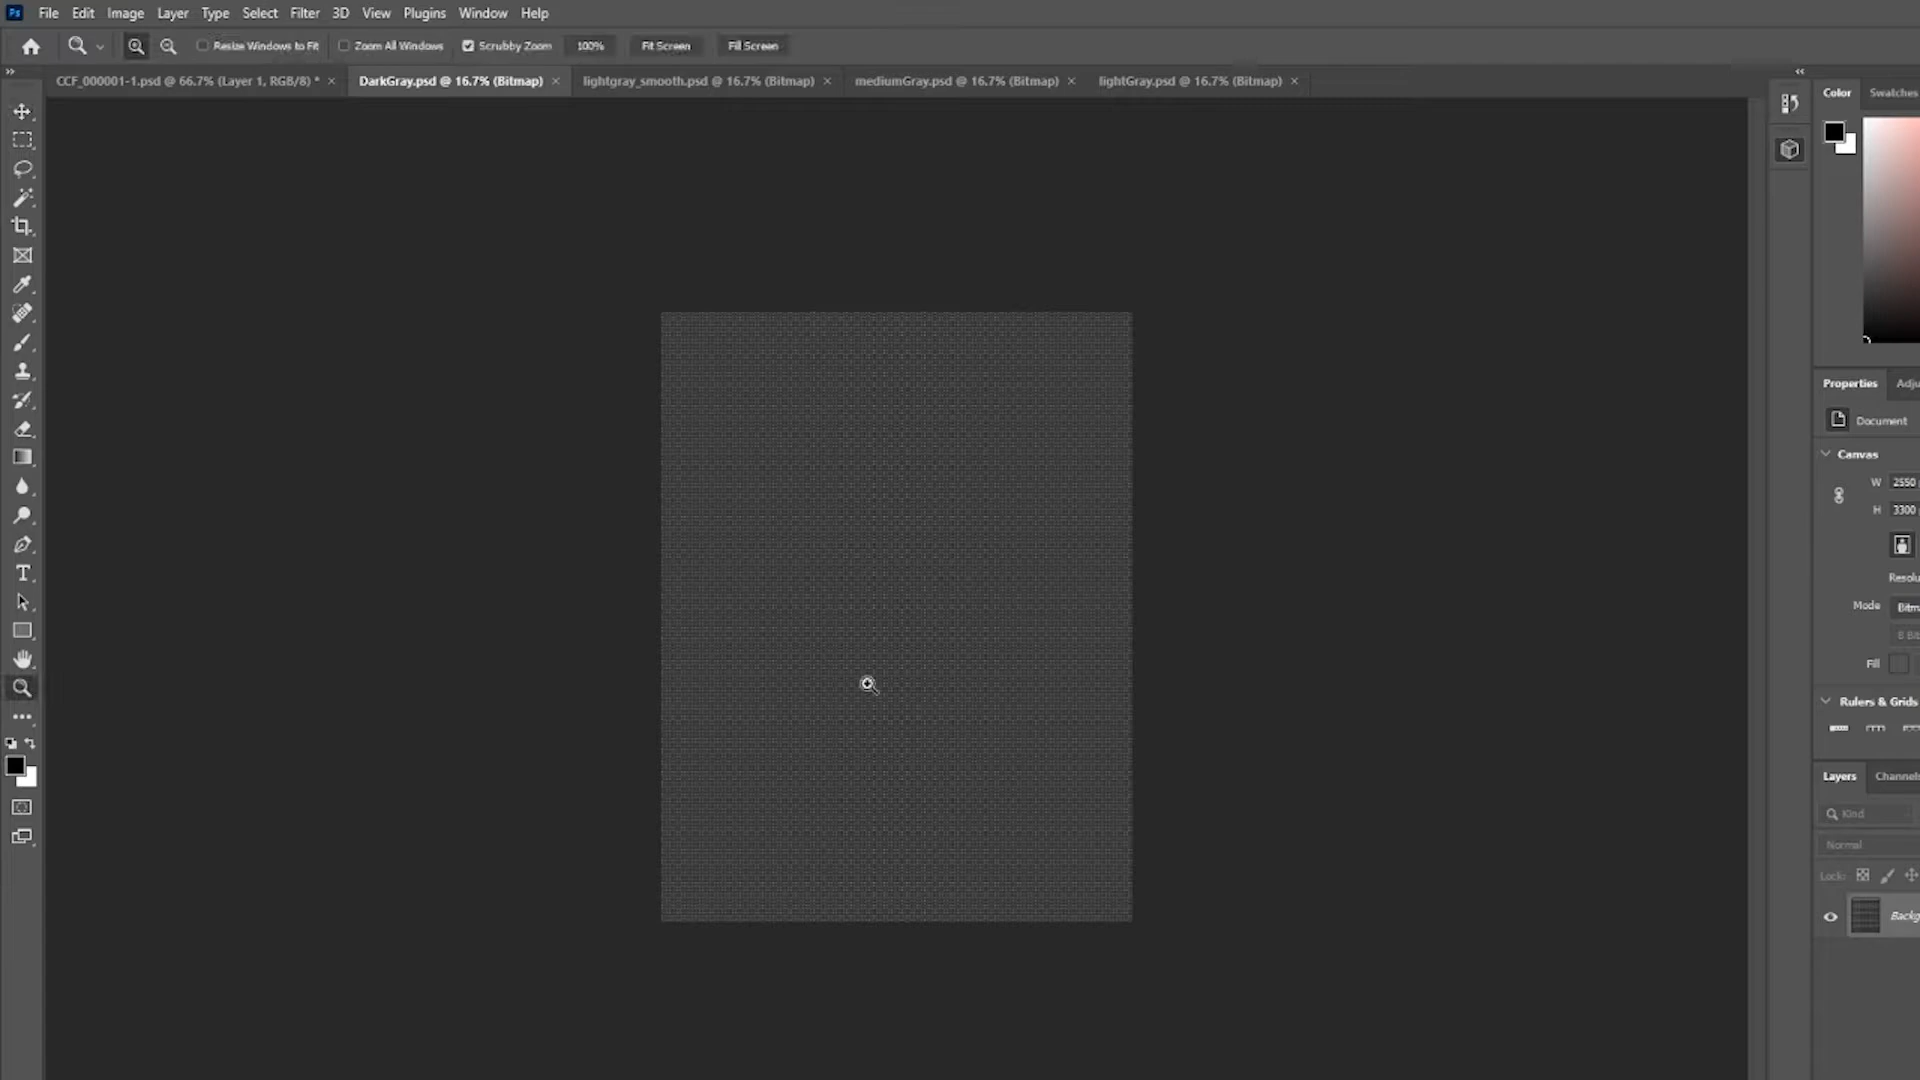 Ps File Edit Image Layer Type Select Filter 3D View Plugins Window Help
Resize Windows to Fit Zoom All Windows Scrubby Zoom 100% Fit Screen Fill Screen
CCF_000001-1.psd @ 66.7% (Layer 1, RGB/8) * × DarkGray.psd @ 16.7% (Bitmap) × lightgray_smooth.psd @ 16.7% (Bitmap) × mediumGray.psd @ 16.7% (Bitmap) × lightGray.psd @ 16.7% (Bitmap) ×
Color Swatches
Properties Adju
Document
Canvas
W 2550
H 3300
Resolu
Mode Bitm
8 Bit
Fill
Rulers & Grids
Layers Channels
Kind
Normal
Lock:
Backg